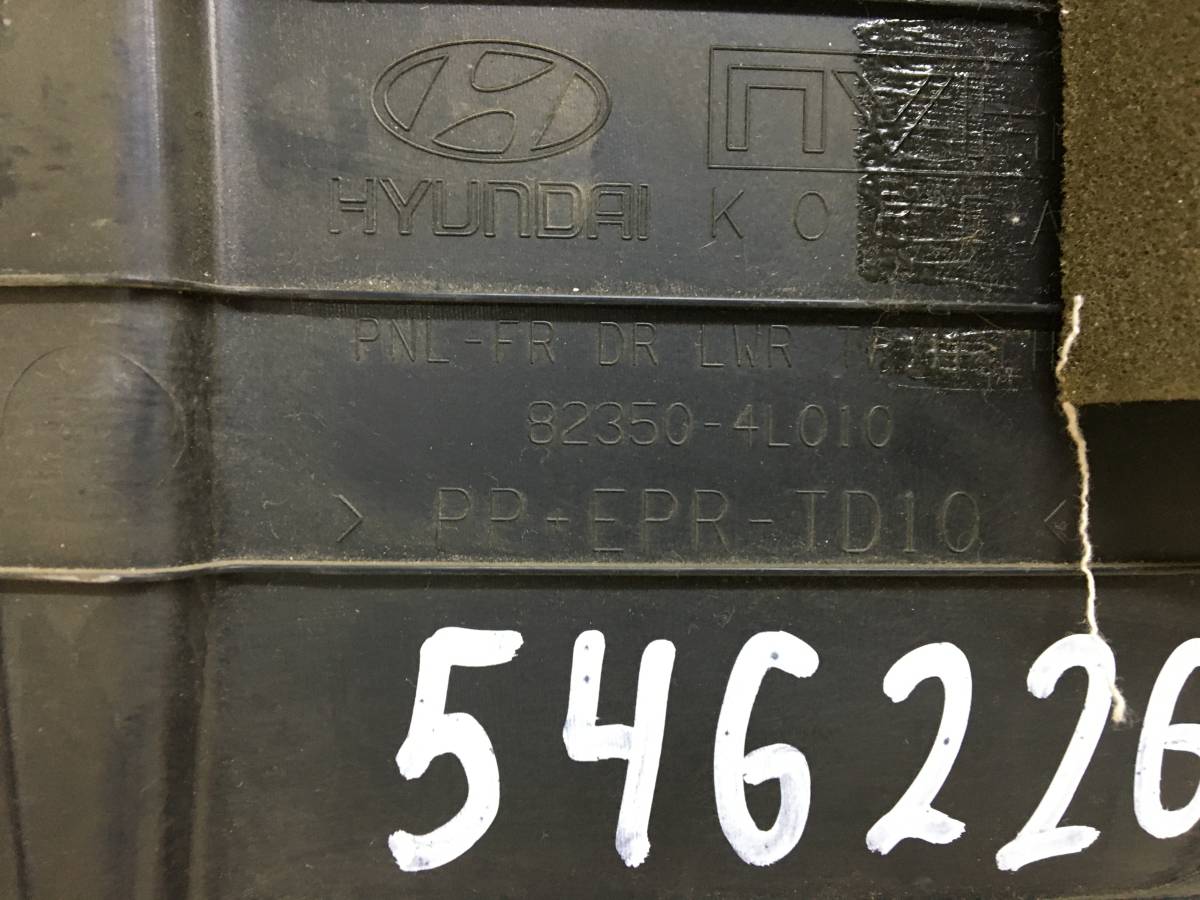 HYUNDAI
PNL-FR DR LWR
82350-4L010
>PP+EPR-TD10<
546226